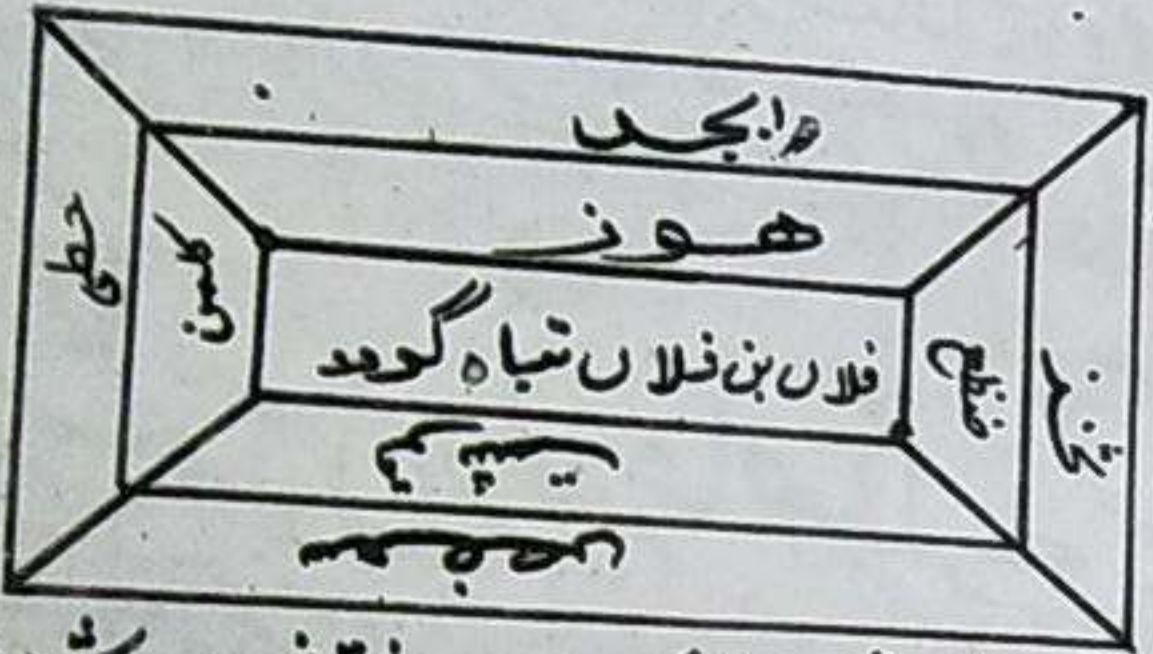 ابجد
هوز
حطی
کلمن
فلاں بن فلاں تباہ گردد
ضظغ
ثخذ
قرشت
سعفص